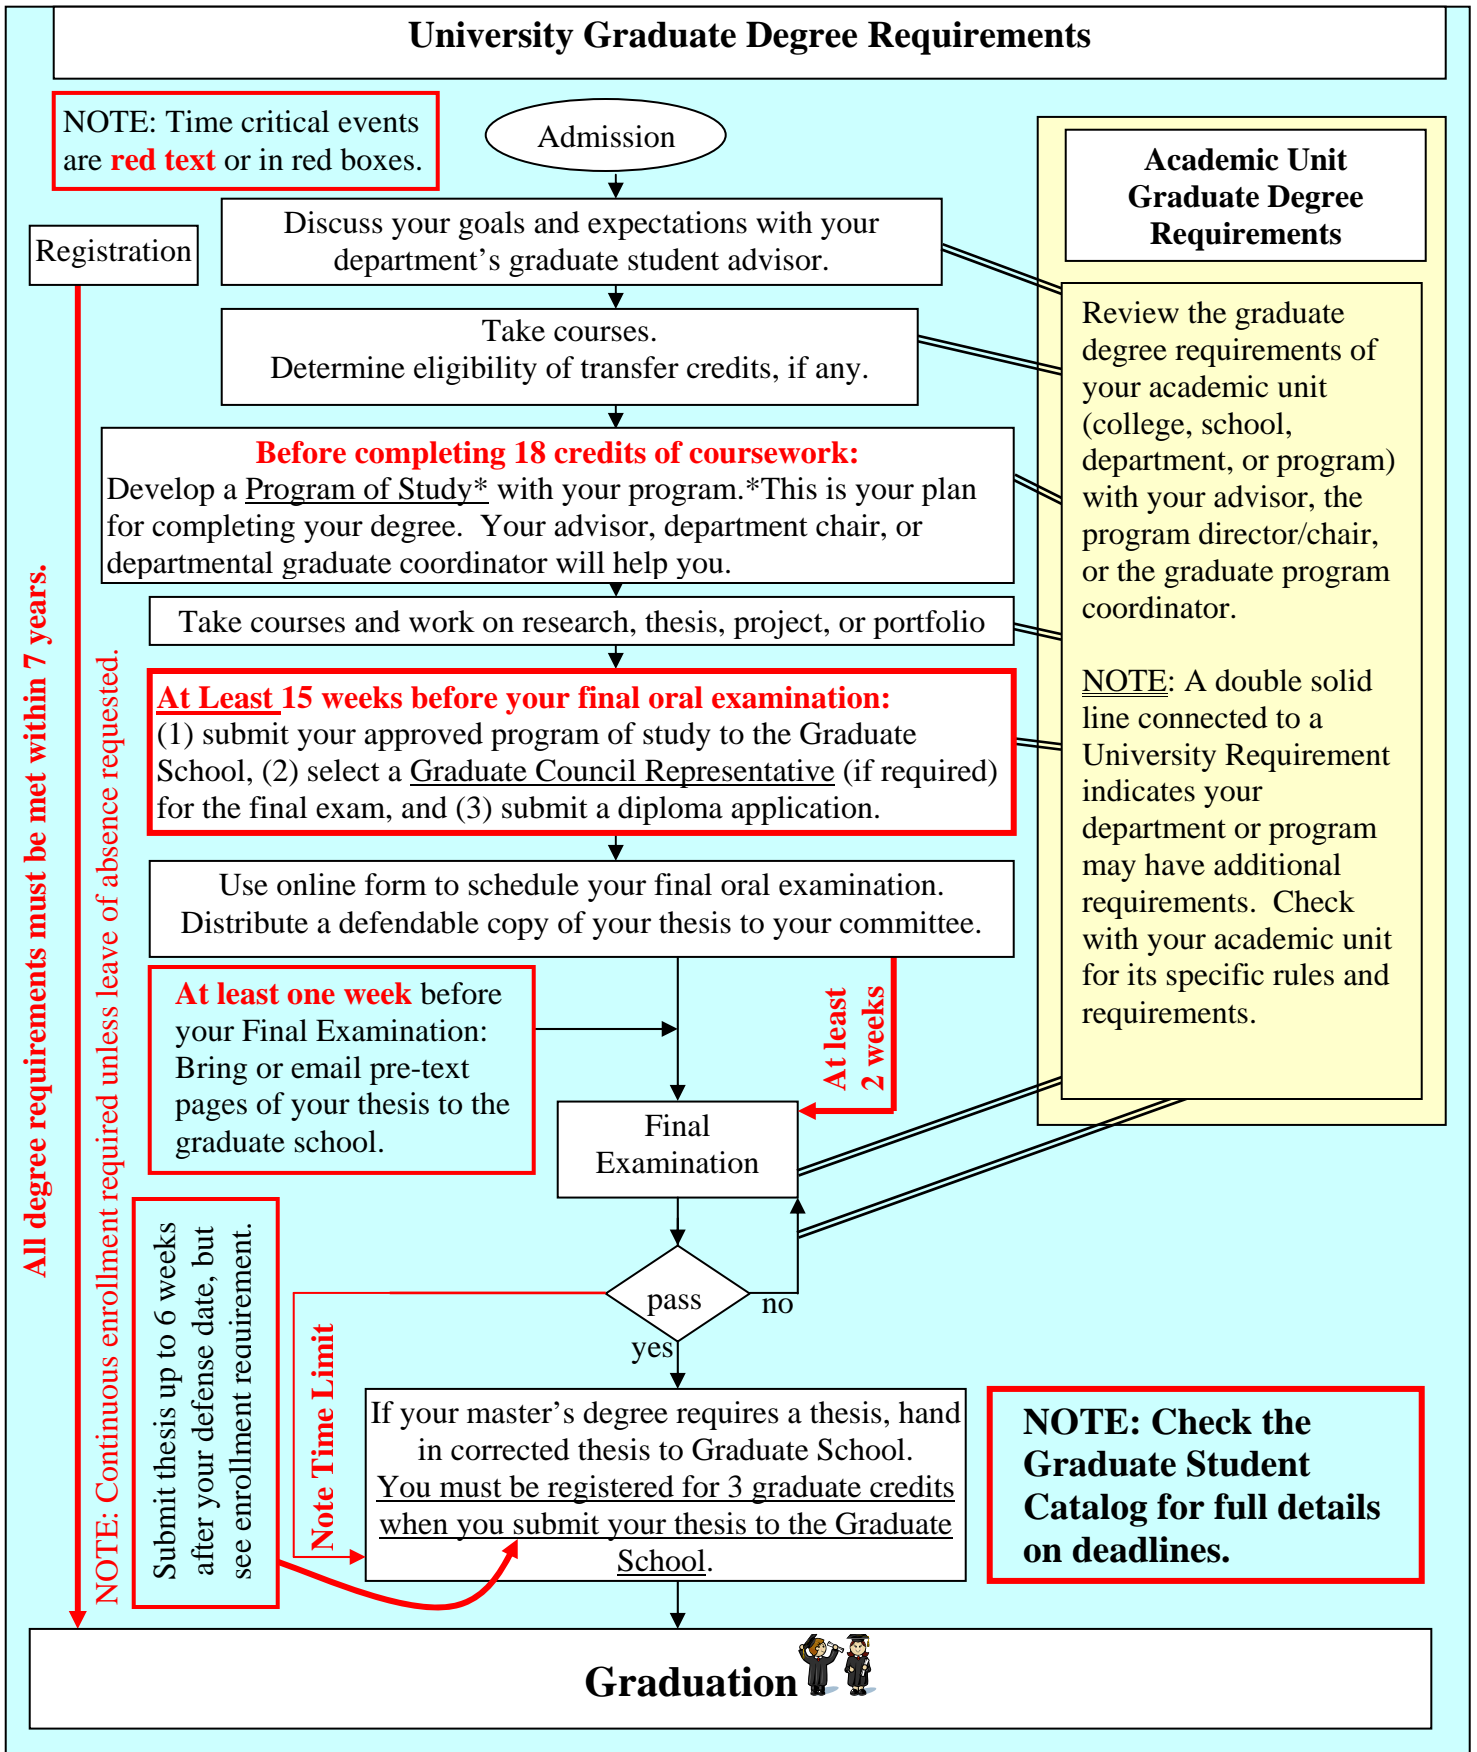 University Graduate Degree Requirements
NOTE: Time critical events
are red text or in red boxes.
Admission
Academic Unit
Graduate Degree
Requirements
Registration
Discuss your goals and expectations with your
department’s graduate student advisor.
Take courses.
Determine eligibility of transfer credits, if any.
Before completing 18 credits of coursework:
Develop a Program of Study* with your program.*This is your plan
for completing your degree.  Your advisor, department chair, or
departmental graduate coordinator will help you.
Take courses and work on research, thesis, project, or portfolio
At Least 15 weeks before your final oral examination:
(1) submit your approved program of study to the Graduate
School, (2) select a Graduate Council Representative (if required)
for the final exam, and (3) submit a diploma application.
Use online form to schedule your final oral examination.
Distribute a defendable copy of your thesis to your committee.
Review the graduate
degree requirements of
your academic unit
(college, school,
department, or program)
with your advisor, the
program director/chair,
or the graduate program
coordinator.
NOTE: A double solid
line connected to a
University Requirement
indicates your
department or program
may have additional
requirements.  Check
with your academic unit
for its specific rules and
requirements.
All degree requirements must be met within 7 years.
NOTE: Continuous enrollment required unless leave of absence requested.
At least one week before
your Final Examination:
Bring or email pre-text
pages of your thesis to the
graduate school.
At least
2 weeks
Final
Examination
Submit thesis up to 6 weeks
after your defense date, but
see enrollment requirement.
pass
no
yes
Note Time Limit
If your master’s degree requires a thesis, hand
in corrected thesis to Graduate School.
You must be registered for 3 graduate credits
when you submit your thesis to the Graduate
School.
NOTE: Check the
Graduate Student
Catalog for full details
on deadlines.
Graduation